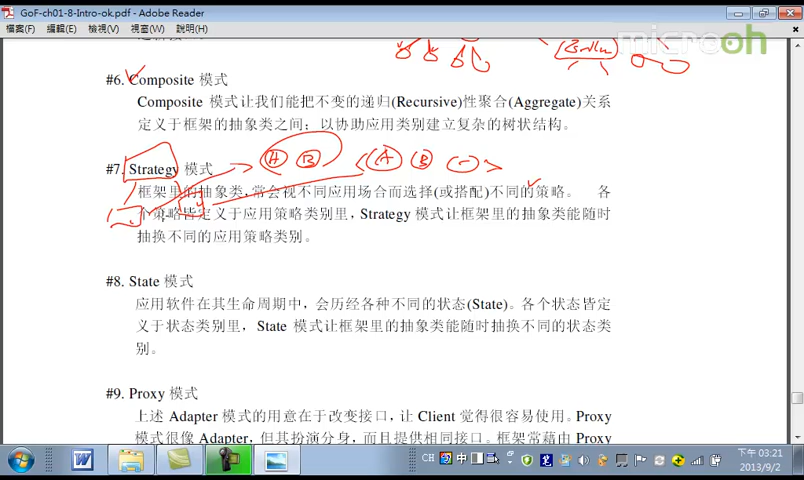 GoF-ch01-8-Intro-ok.pdf - Adobe Reader
檔案(F) 編輯(E) 檢視(V) 視窗(W) 說明(H)
microoh
#6. Composite 模式
Composite 模式让我们能把不变的递归(Recursive)性聚合(Aggregate)关系
定义于框架的抽象类之间；以协助应用类别建立复杂的树状结构。
A B A B C
#7. Strategy 模式
框架里的抽象类，常会视不同应用场合而选择(或搭配)不同的策略。 各
个策略皆定义于应用策略类别里，Strategy 模式让框架里的抽象类能随时
抽换不同的应用策略类别。
#8. State 模式
应用软件在其生命周期中，会历经各种不同的状态(State)。各个状态皆定
义于状态类别里，State 模式让框架里的抽象类能随时抽换不同的状态类
别。
#9. Proxy 模式
上述 Adapter 模式的用意在于改变接口，让 Client 觉得很容易使用。Proxy
模式很像 Adapter，但其扮演分身，而且提供相同接口。框架常藉由 Proxy
CH 中 下午 03:21
2013/9/2